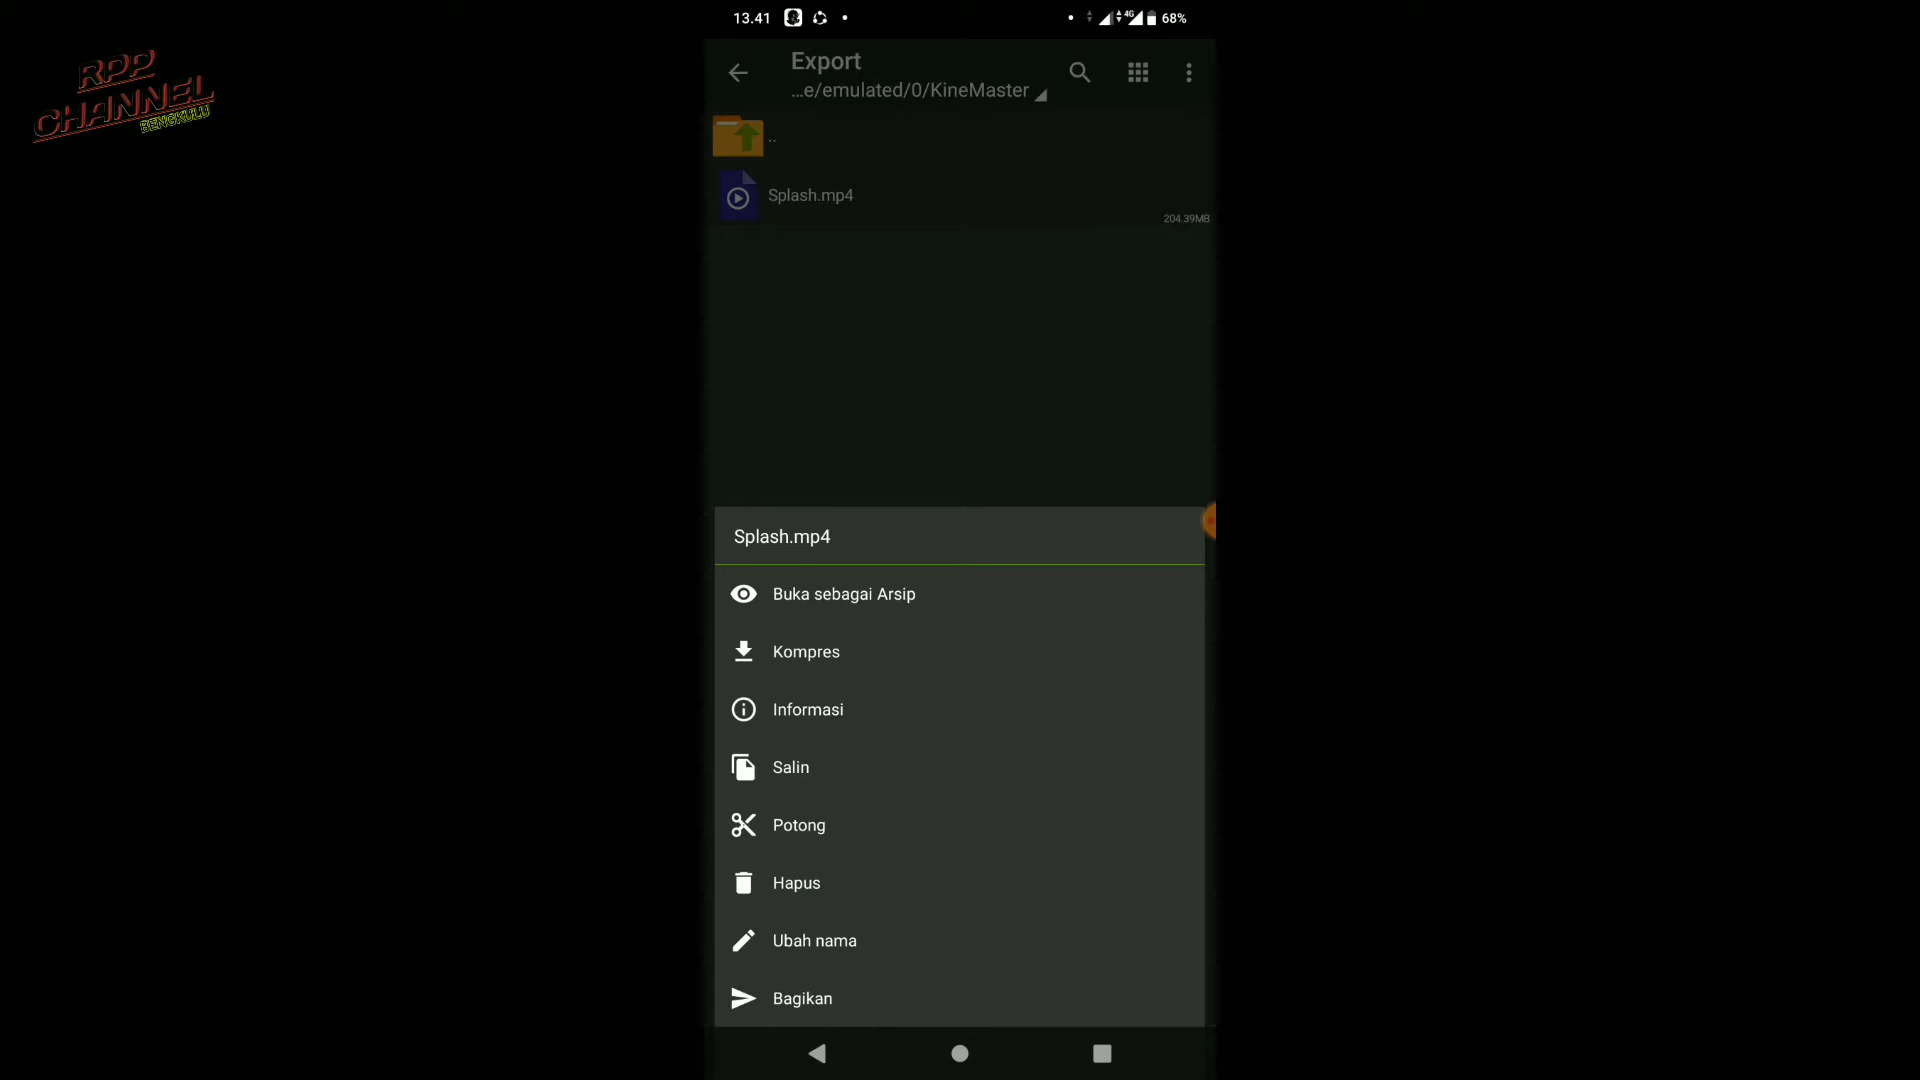 13.41
4G
68%
RPP
CHANNEL
BENGKULU
Export
...e/emulated/0/KineMaster
..
Splash.mp4
204.39MB
Splash.mp4
Buka sebagai Arsip
Kompres
Informasi
Salin
Potong
Hapus
Ubah nama
Bagikan